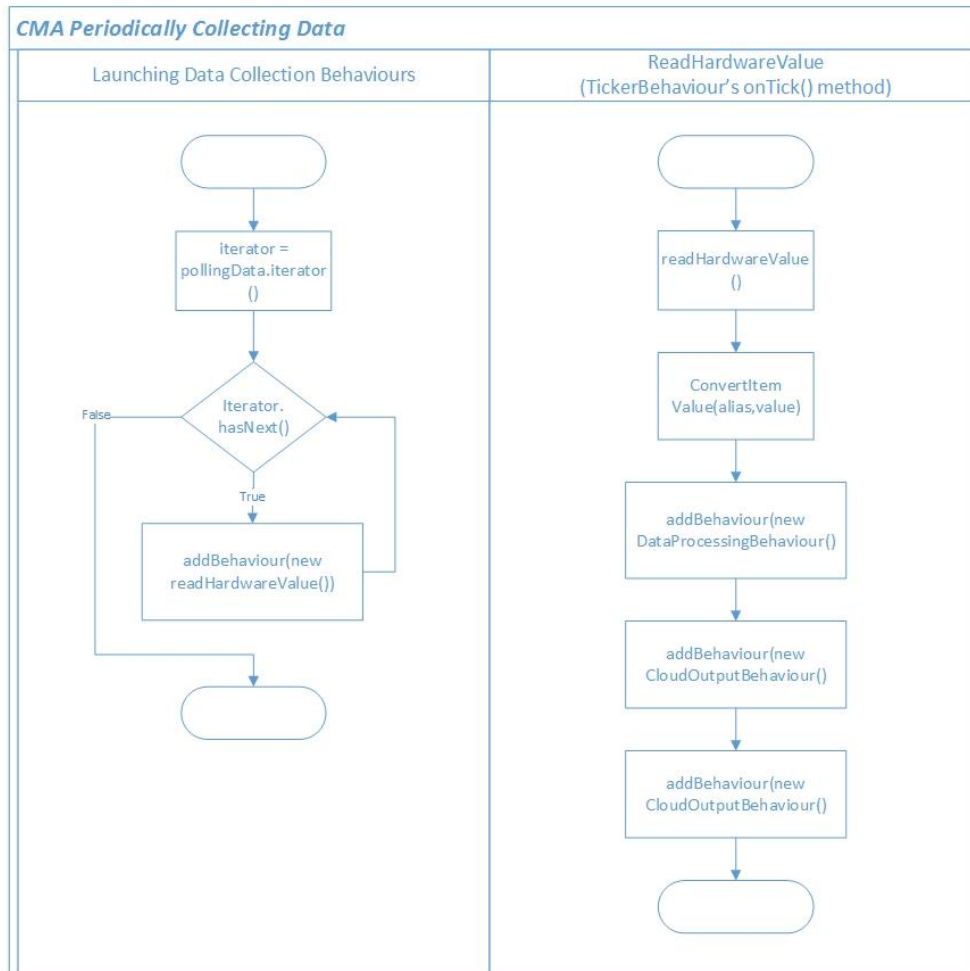 CMA Periodically Collecting Data
Launching Data Collection Behaviours
iterator =
pollingData.iterator
()
Iterator.
hasNext()
False
True
addBehaviour(new
readHardwareValue())
ReadHardwareValue
(TickerBehaviour's onTick() method)
readHardwareValue
()
ConvertItem
Value(alias,value)
addBehaviour(new
DataProcessingBehaviour()
addBehaviour(new
CloudOutputBehaviour()
addBehaviour(new
CloudOutputBehaviour()